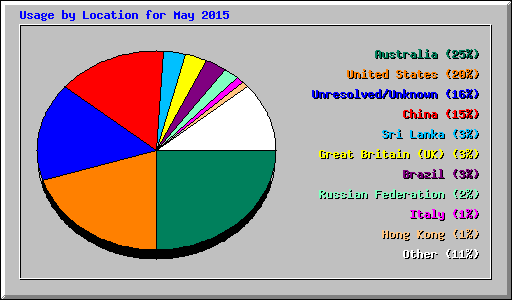 Usage by Location for May 2015
Australia (25%)
United States (20%)
Unresolved/Unknown (16%)
China (15%)
Sri Lanka (3%)
Great Britain (UK) (3%)
Brazil (3%)
Russian Federation (2%)
Italy (1%)
Hong Kong (1%)
Other (11%)